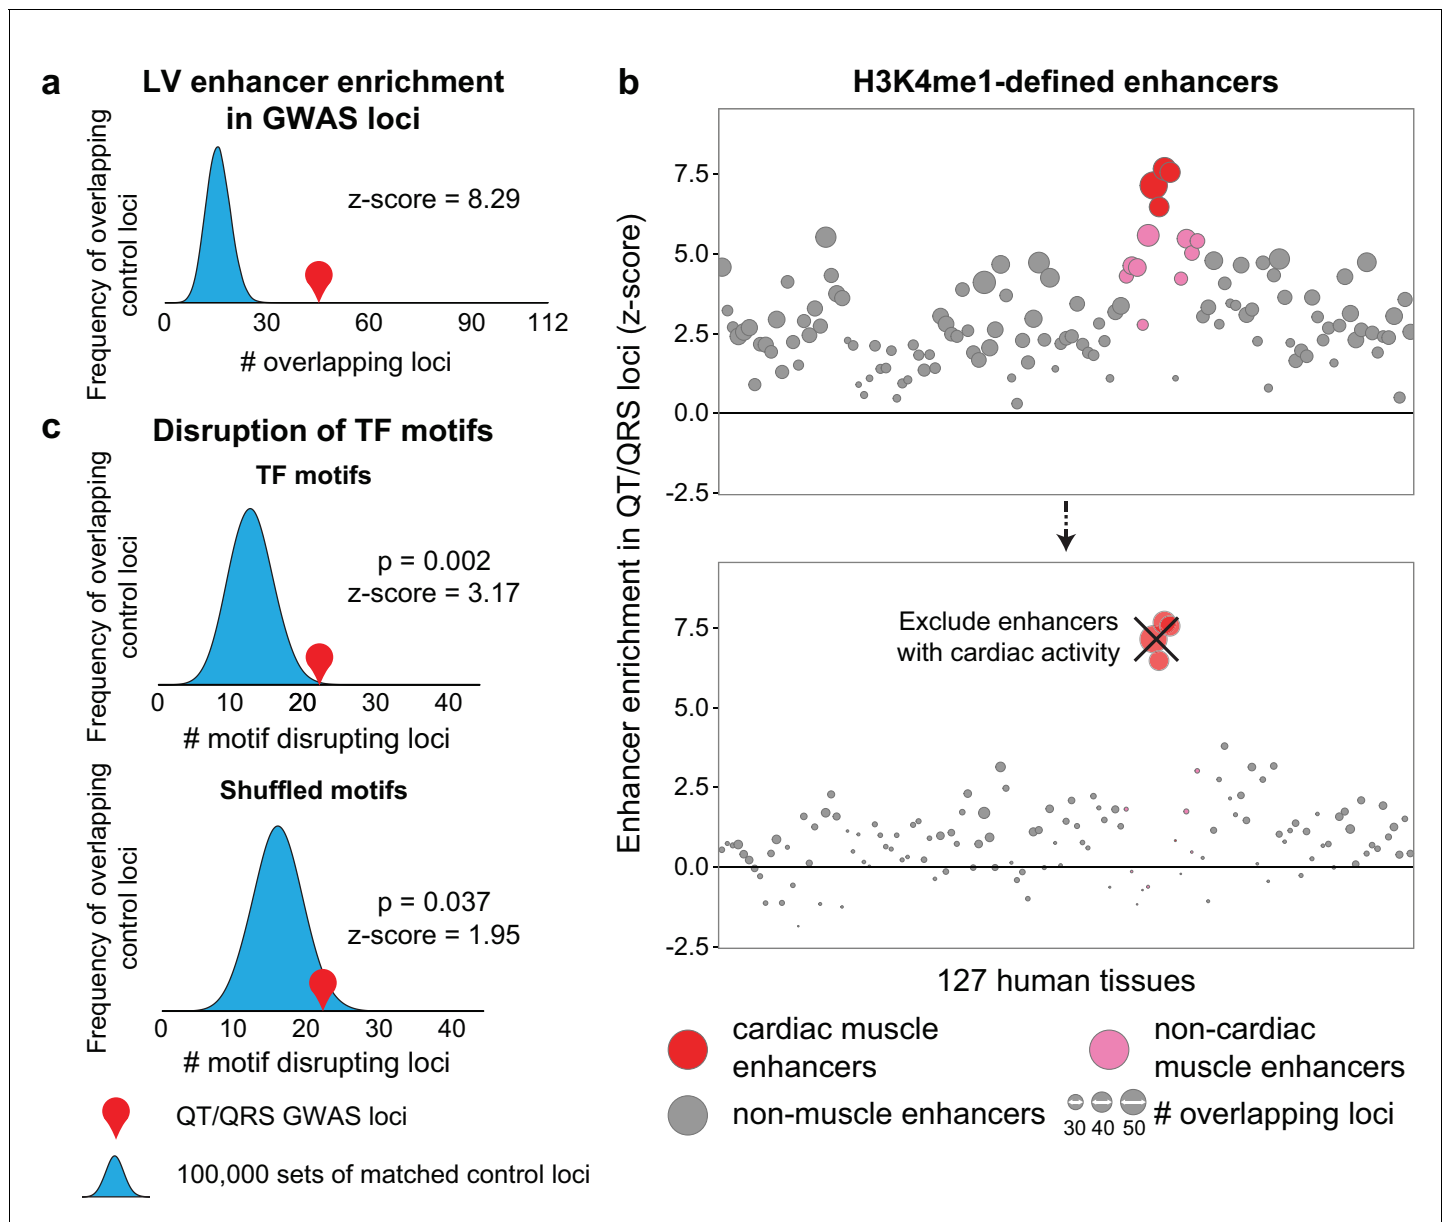 a
LV enhancer enrichment
in GWAS loci
Frequency of overlapping
control loci
z-score = 8.29
0 30 60 90 112
# overlapping loci
c
Disruption of TF motifs
TF motifs
Frequency of overlapping
control loci
p = 0.002
z-score = 3.17
0 10 20 30 40
# motif disrupting loci
Shuffled motifs
Frequency of overlapping
control loci
p = 0.037
z-score = 1.95
0 10 20 30 40
# motif disrupting loci
QT/QRS GWAS loci
100,000 sets of matched control loci
b
H3K4me1-defined enhancers
Enhancer enrichment in QT/QRS loci (z-score)
7.5
5.0
2.5
0.0
-2.5
Exclude enhancers
with cardiac activity
7.5
5.0
2.5
0.0
-2.5
127 human tissues
cardiac muscle
enhancers
non-cardiac
muscle enhancers
non-muscle enhancers
30 40 50
# overlapping loci